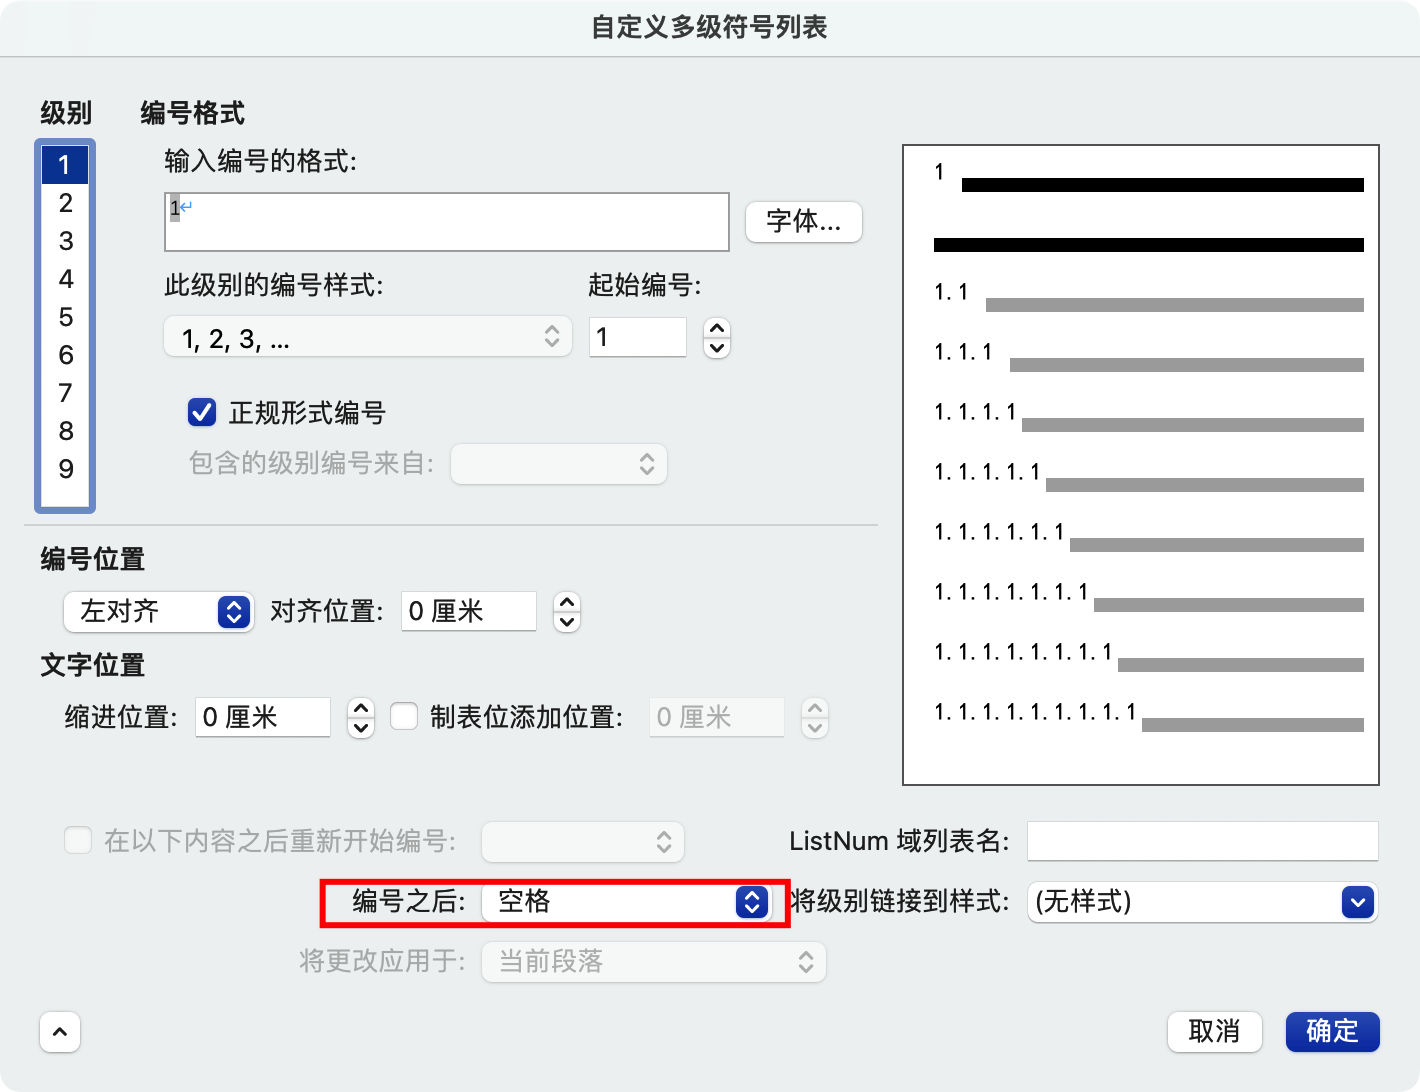 自定义多级符号列表
级别
1
2
3
4
5
6
7
8
9
编号格式
输入编号的格式:
1↵
字体...
此级别的编号样式:
1, 2, 3, ...
起始编号:
1
正规形式编号
包含的级别编号来自:
1
1.1
1.1.1
1.1.1.1
1.1.1.1.1
1.1.1.1.1.1
1.1.1.1.1.1.1
1.1.1.1.1.1.1.1
1.1.1.1.1.1.1.1.1
编号位置
左对齐
对齐位置: 0 厘米
文字位置
缩进位置: 0 厘米
制表位添加位置: 0 厘米
在以下内容之后重新开始编号:
ListNum 域列表名:
编号之后: 空格
将级别链接到样式: (无样式)
将更改应用于: 当前段落
取消
确定